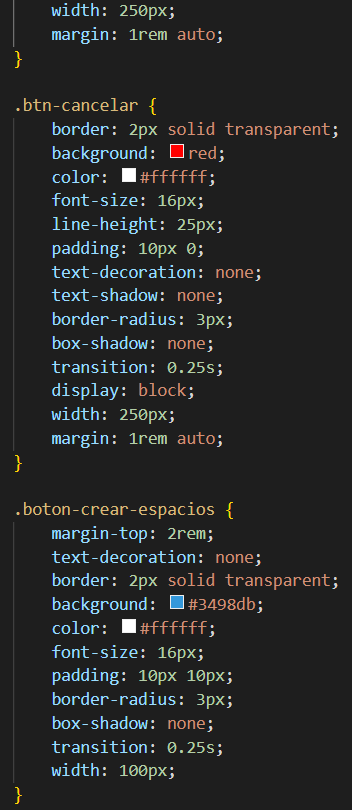 width: 250px;
margin: 1rem auto;
}
.btn-cancelar {
border: 2px solid transparent;
background: red;
color: #ffffff;
font-size: 16px;
line-height: 25px;
padding: 10px 0;
text-decoration: none;
text-shadow: none;
border-radius: 3px;
box-shadow: none;
transition: 0.25s;
display: block;
width: 250px;
margin: 1rem auto;
}
.boton-crear-espacios {
margin-top: 2rem;
text-decoration: none;
border: 2px solid transparent;
background: #3498db;
color: #ffffff;
font-size: 16px;
padding: 10px 10px;
border-radius: 3px;
box-shadow: none;
transition: 0.25s;
width: 100px;
}